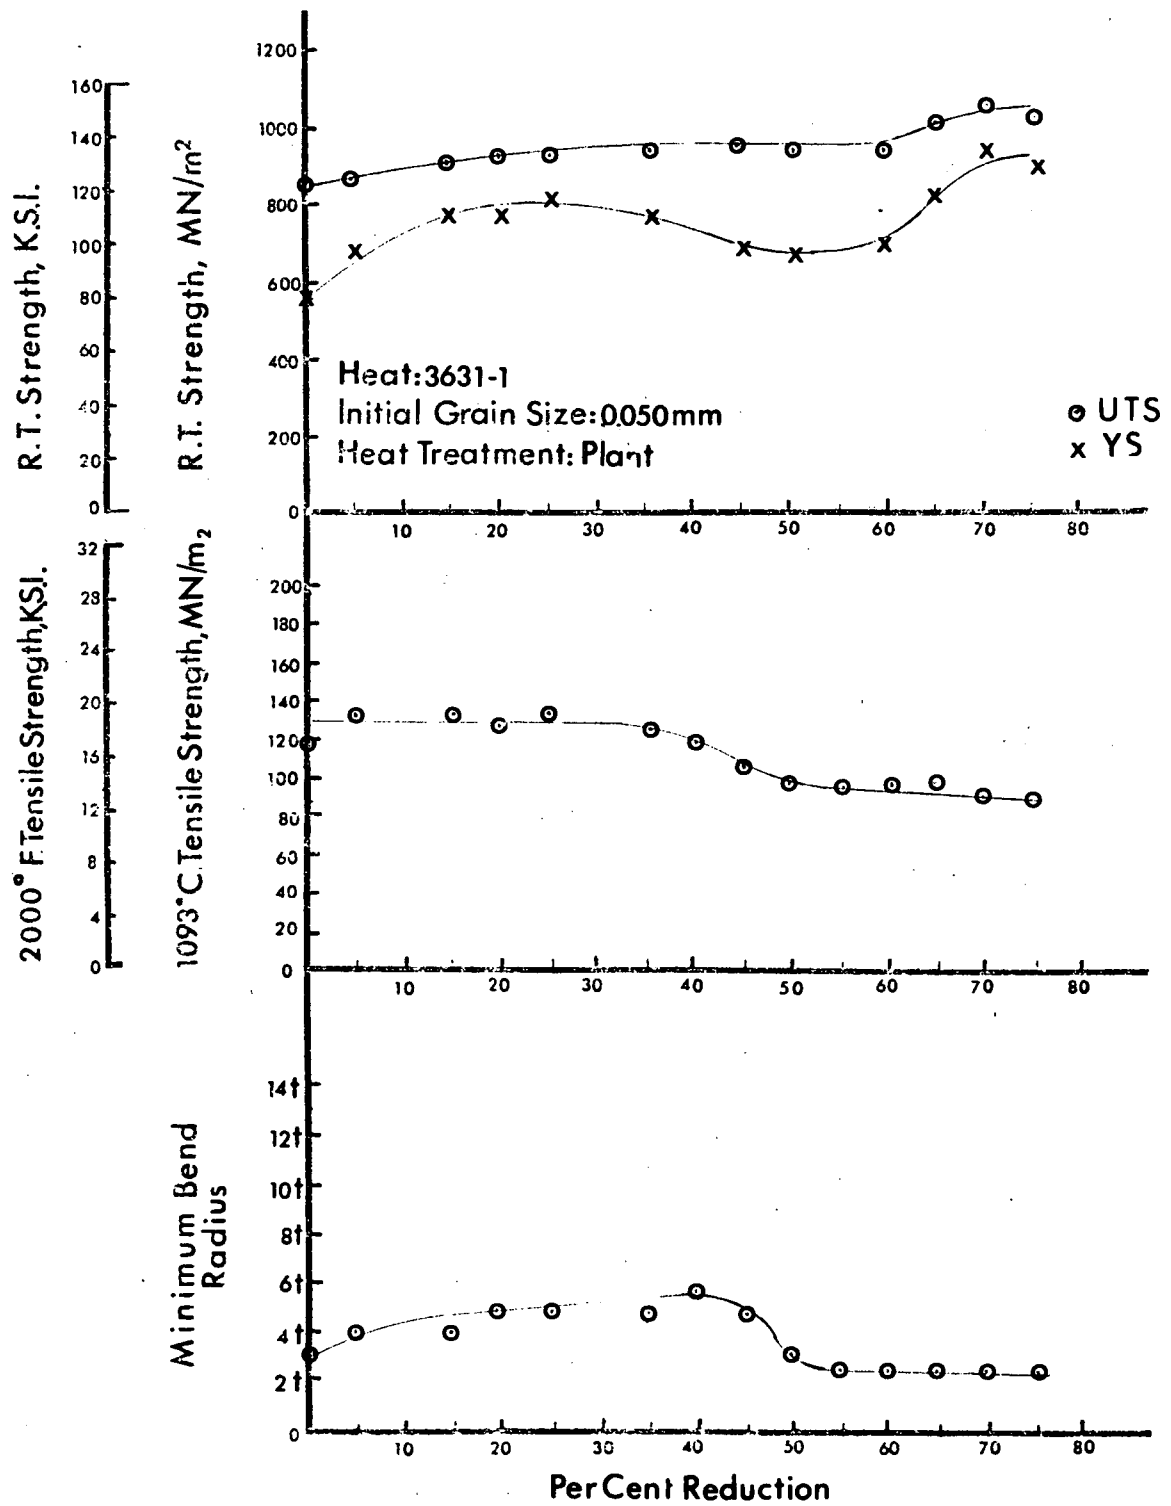 R.T. Strength, K.S.I.
160
140
120
100
80
60
40
20
0
R.T. Strength, MN/m²
1200
1000
800
600
400
200
0
Heat:3631-1
Initial Grain Size:0.050mm
Heat Treatment: Plant
UTS
YS
10 20 30 40 50 60 70 80
2000° F. Tensile Strength, KS.I.
32
28
24
20
16
12
8
4
0
1093°C. Tensile Strength, MN/m₂
200
180
160
140
120
100
80
60
40
20
0
10 20 30 40 50 60 70 80
Minimum Bend
Radius
14t
12t
10t
8t
6t
4t
2t
0
10 20 30 40 50 60 70 80
Per Cent Reduction